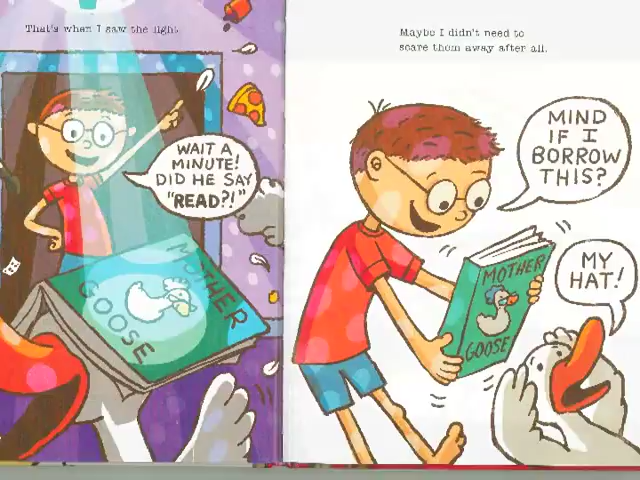 That's when I saw the light
WAIT A
MINUTE!
DID HE SAY
"READ?!"
MOTHER
GOOSE
Maybe I didn't need to
scare them away after all.
MIND
IF I
BORROW
THIS?
MOTHER
GOOSE
MY
HAT!